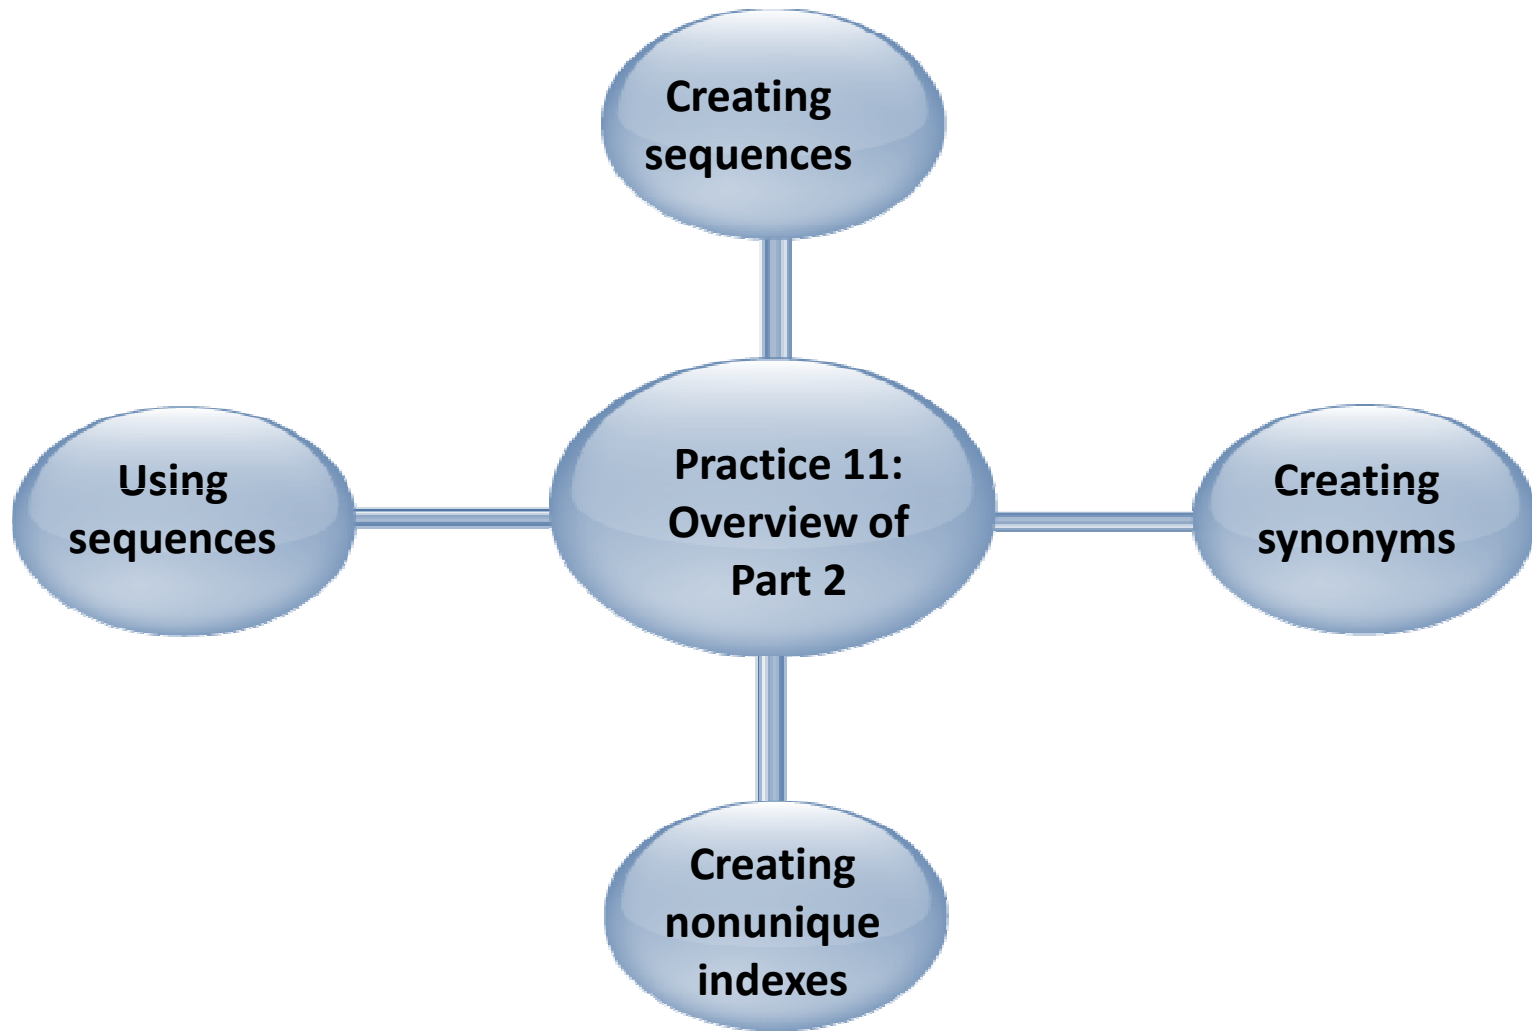 Creating
sequences
Using
sequences
Practice 11:
Overview of
Part 2
Creating
synonyms
Creating
nonunique
indexes